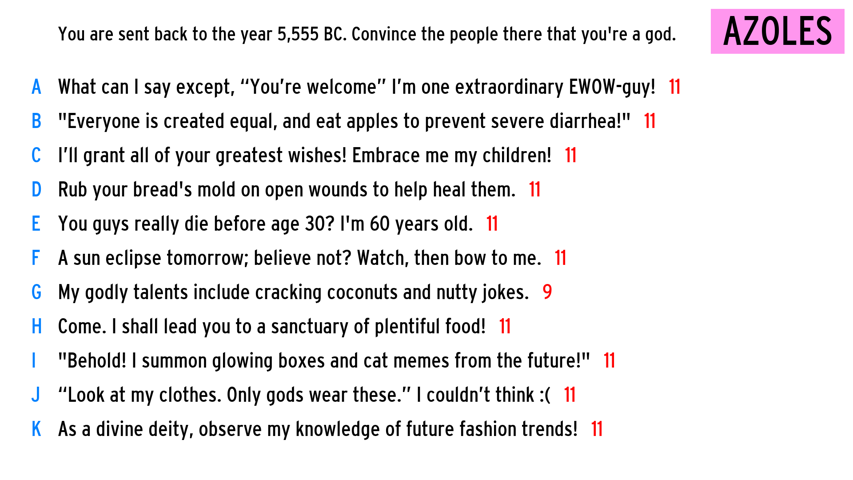 You are sent back to the year 5,555 BC. Convince the people there that you're a god.
AZOLES
A What can I say except, “You’re welcome” I’m one extraordinary EWOW-guy! 11
B "Everyone is created equal, and eat apples to prevent severe diarrhea!" 11
C I’ll grant all of your greatest wishes! Embrace me my children! 11
D Rub your bread's mold on open wounds to help heal them. 11
E You guys really die before age 30? I'm 60 years old. 11
F A sun eclipse tomorrow; believe not? Watch, then bow to me. 11
G My godly talents include cracking coconuts and nutty jokes. 9
H Come. I shall lead you to a sanctuary of plentiful food! 11
I "Behold! I summon glowing boxes and cat memes from the future!" 11
J “Look at my clothes. Only gods wear these.” I couldn’t think :( 11
K As a divine deity, observe my knowledge of future fashion trends! 11